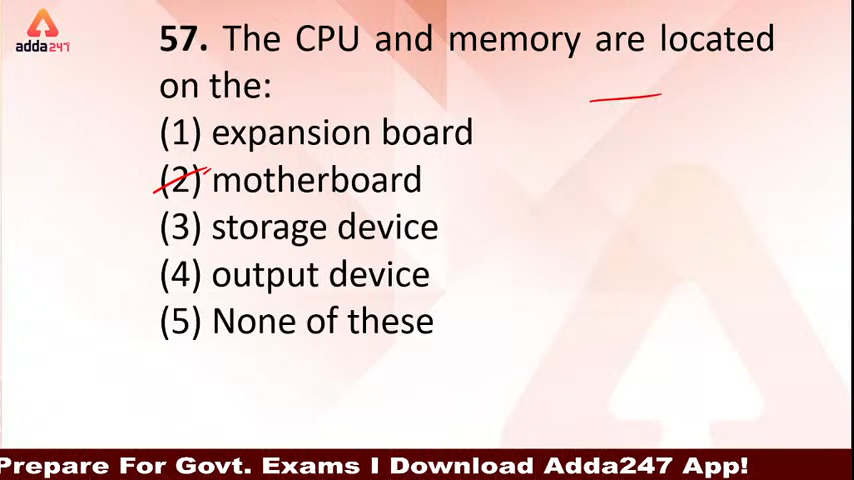 adda247
57. The CPU and memory are located
on the:
(1) expansion board
(2) motherboard
(3) storage device
(4) output device
(5) None of these
Prepare For Govt. Exams I Download Adda247 App!